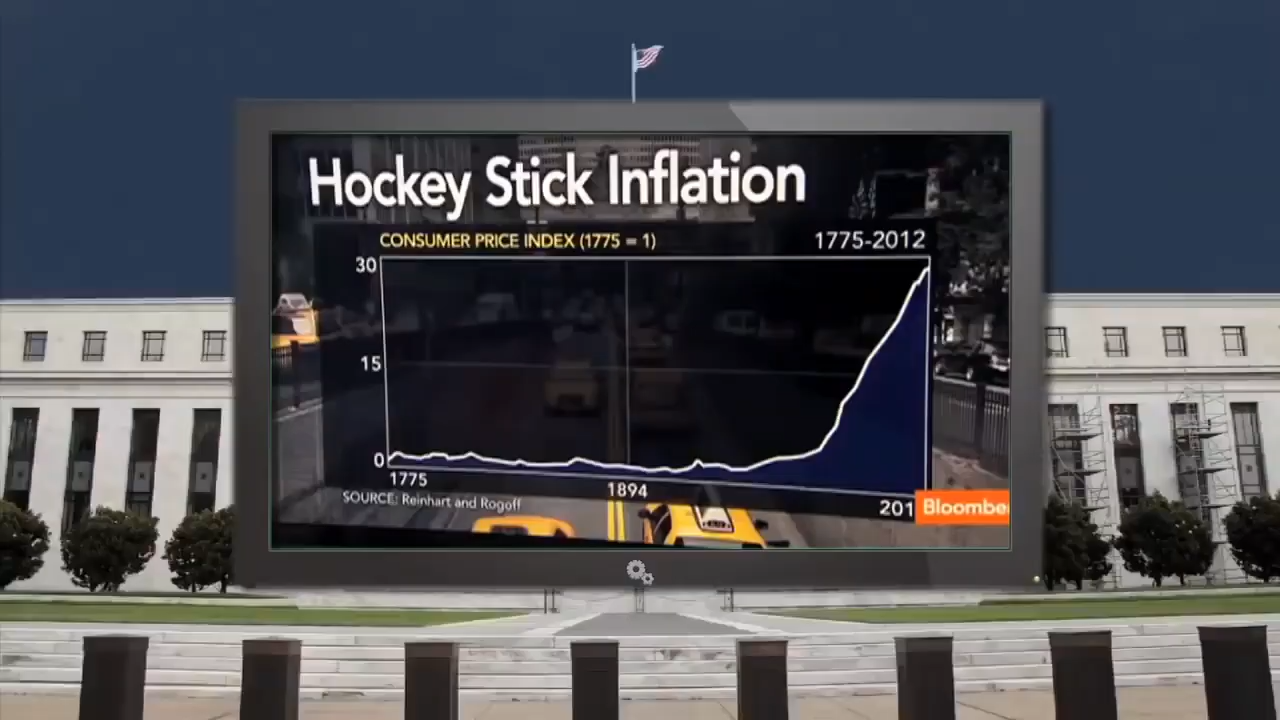 Hockey Stick Inflation
CONSUMER PRICE INDEX (1775 = 1)
1775-2012
30
15
0
1775
1894
201
SOURCE: Reinhart and Rogoff
Bloombe